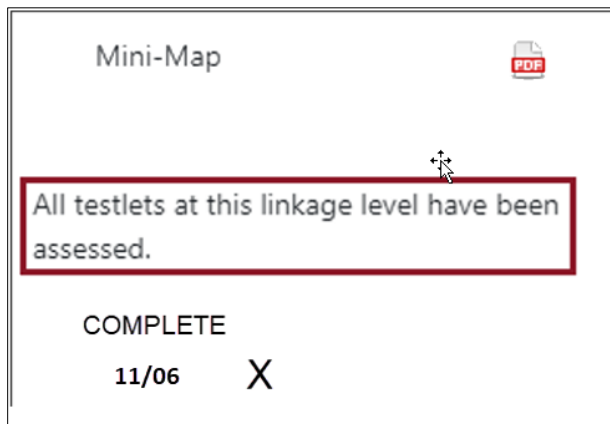 Mini-Map
PDF
All testlets at this linkage level have been
assessed.
COMPLETE
11/06 X